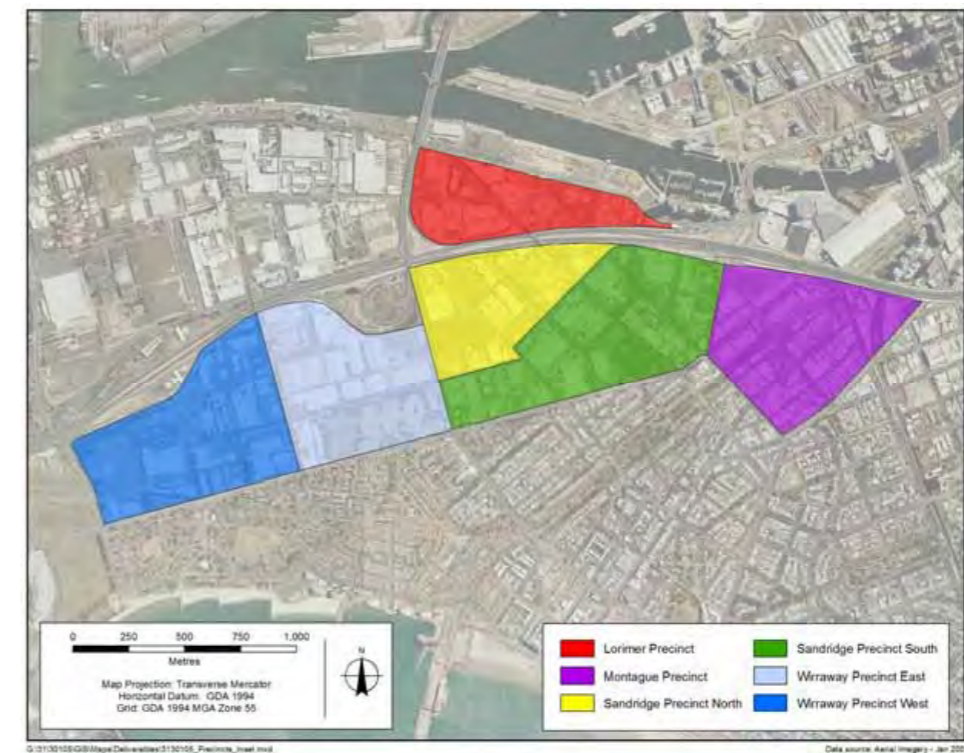 0 250 500 750 1,000
Metres
Map Projection: Transverse Mercator
Horizontal Datum: GDA 1994
Grid: GDA 1994 MGA Zone 55
N
Lorimer Precinct
Montague Precinct
Sandridge Precinct North
Sandridge Precinct South
Wirraway Precinct East
Wirraway Precinct West
Data source: Aerial Imagery - Jan